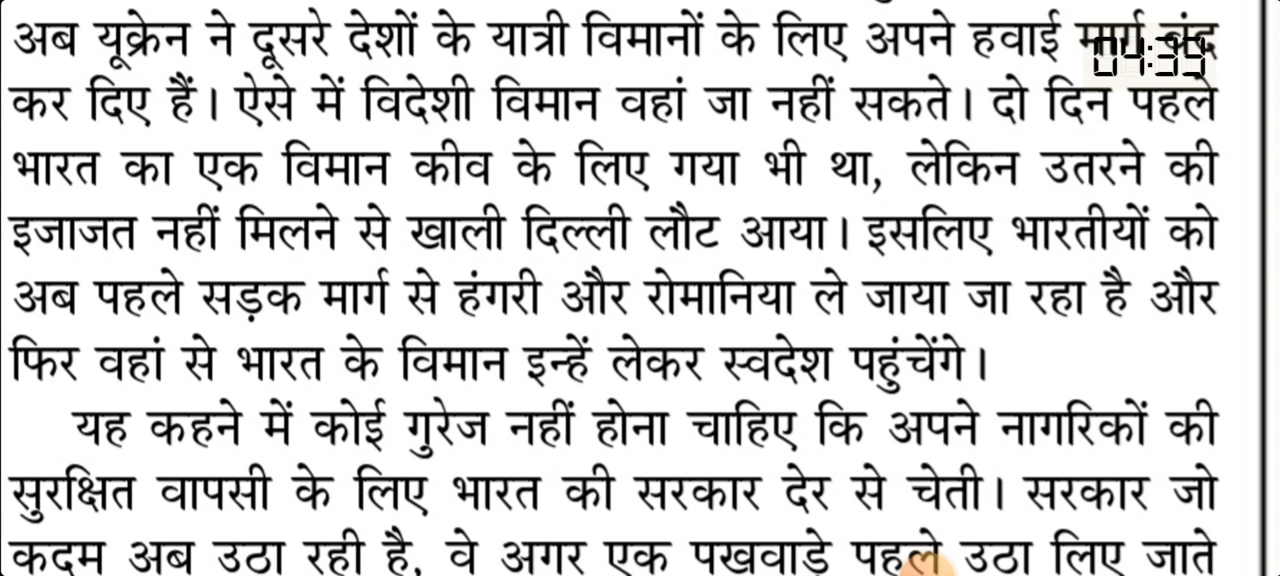 अब यूक्रेन ने दूसरे देशों के यात्री विमानों के लिए अपने हवाई मार्ग बंद
04:39
कर दिए हैं। ऐसे में विदेशी विमान वहां जा नहीं सकते। दो दिन पहले
भारत का एक विमान कीव के लिए गया भी था, लेकिन उतरने की
इजाजत नहीं मिलने से खाली दिल्ली लौट आया। इसलिए भारतीयों को
अब पहले सड़क मार्ग से हंगरी और रोमानिया ले जाया जा रहा है और
फिर वहां से भारत के विमान इन्हें लेकर स्वदेश पहुंचेंगे।
यह कहने में कोई गुरेज नहीं होना चाहिए कि अपने नागरिकों की
सुरक्षित वापसी के लिए भारत की सरकार देर से चेती। सरकार जो
कदम अब उठा रही है, वे अगर एक पखवाड़े पहले उठा लिए जाते